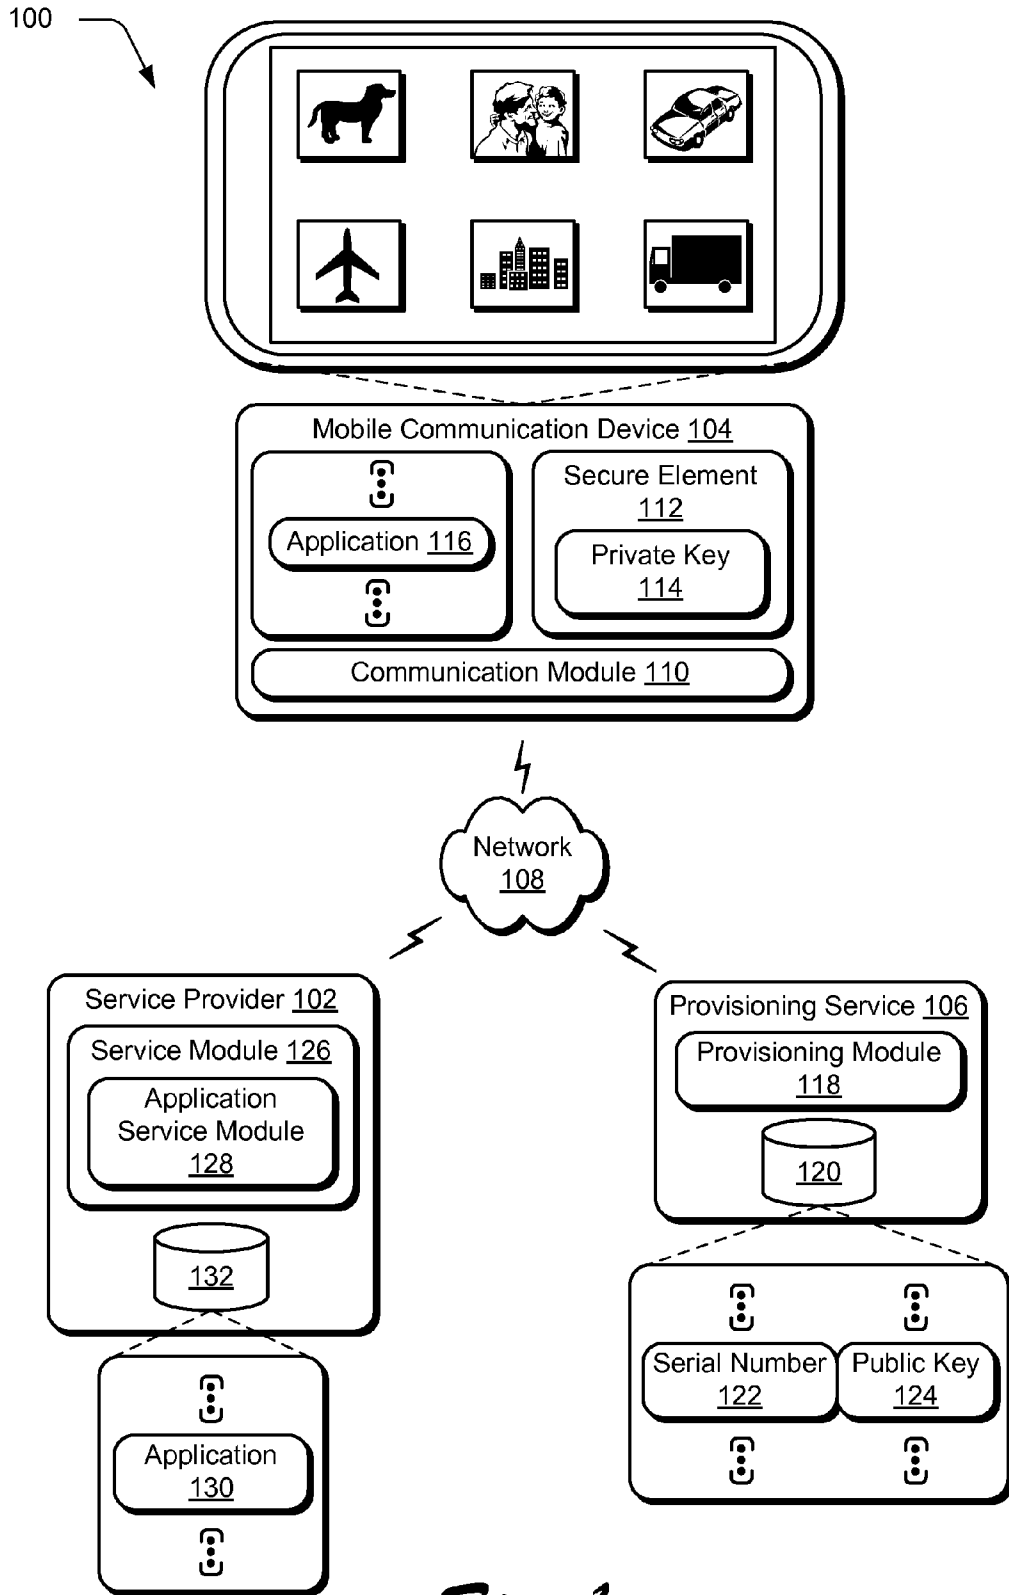 100
Mobile Communication Device 104
Application 116
Secure Element
112
Private Key
114
Communication Module 110
Network
108
Service Provider 102
Service Module 126
Application
Service Module
128
132
Application
130
Provisioning Service 106
Provisioning Module
118
120
Serial Number
122
Public Key
124